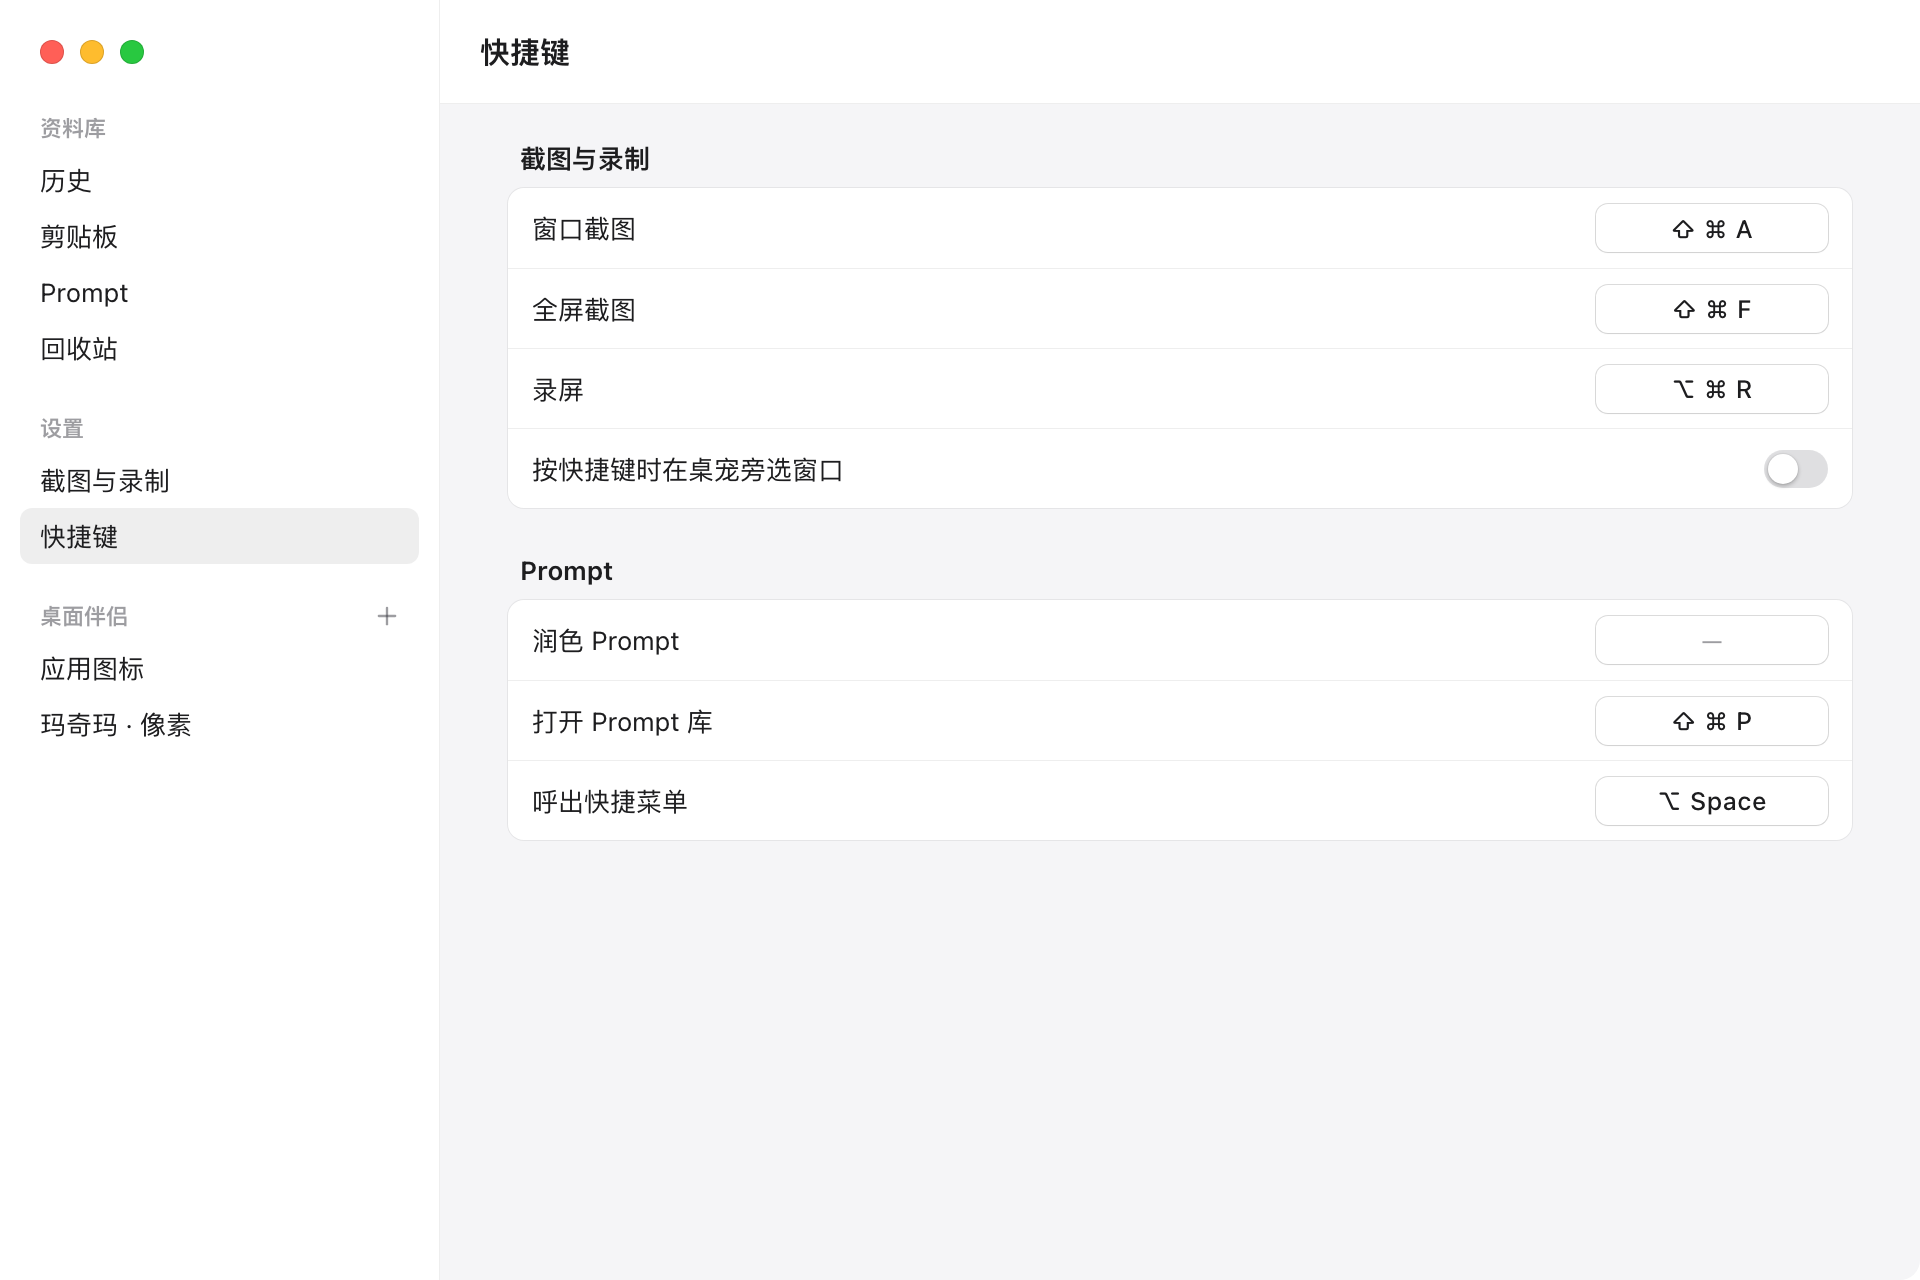 资料库
历史
剪贴板
Prompt
回收站
设置
截图与录制
快捷键
桌面伴侣
应用图标
玛奇玛 · 像素
快捷键
截图与录制
窗口截图
⇧ ⌘ A
全屏截图
⇧ ⌘ F
录屏
⌥ ⌘ R
按快捷键时在桌宠旁选窗口
Prompt
润色 Prompt
—
打开 Prompt 库
⇧ ⌘ P
呼出快捷菜单
⌥ Space